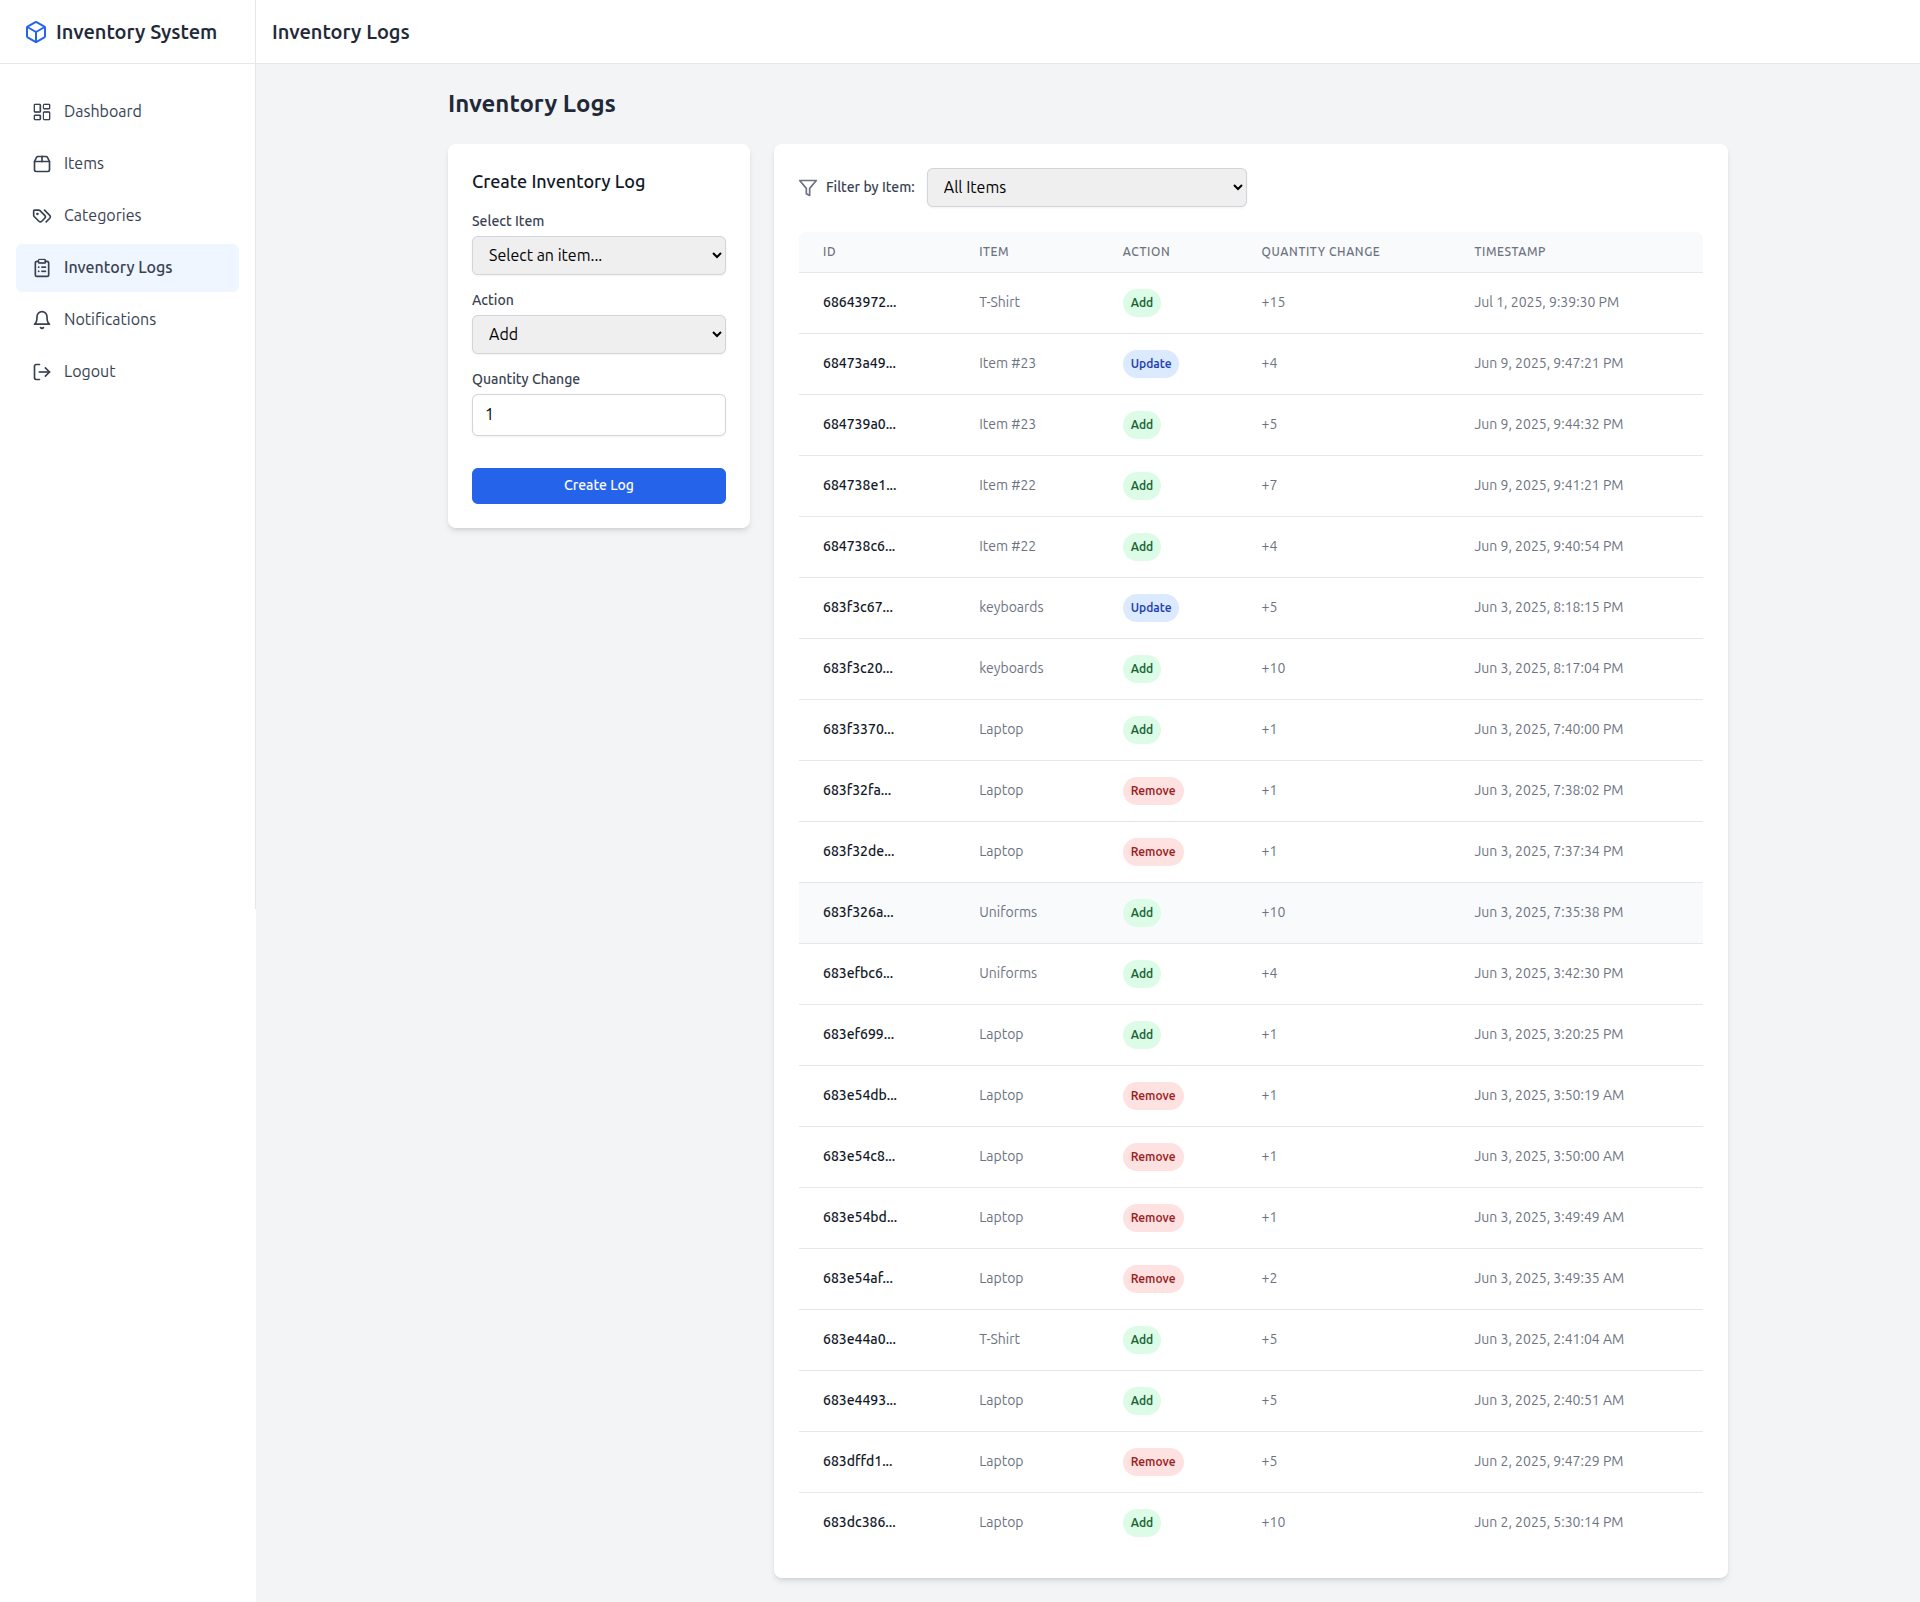 Inventory System
Inventory Logs
Dashboard
Items
Categories
Inventory Logs
Notifications
Logout
Inventory Logs
Create Inventory Log
Select Item
Select an item...
Action
Add
Quantity Change
1
Create Log
Filter by Item: All Items
ID ITEM ACTION QUANTITY CHANGE TIMESTAMP
68643972... T-Shirt Add +15 Jul 1, 2025, 9:39:30 PM
68473a49... Item #23 Update +4 Jun 9, 2025, 9:47:21 PM
684739a0... Item #23 Add +5 Jun 9, 2025, 9:44:32 PM
684738e1... Item #22 Add +7 Jun 9, 2025, 9:41:21 PM
684738c6... Item #22 Add +4 Jun 9, 2025, 9:40:54 PM
683f3c67... keyboards Update +5 Jun 3, 2025, 8:18:15 PM
683f3c20... keyboards Add +10 Jun 3, 2025, 8:17:04 PM
683f3370... Laptop Add +1 Jun 3, 2025, 7:40:00 PM
683f32fa... Laptop Remove +1 Jun 3, 2025, 7:38:02 PM
683f32de... Laptop Remove +1 Jun 3, 2025, 7:37:34 PM
683f326a... Uniforms Add +10 Jun 3, 2025, 7:35:38 PM
683efbc6... Uniforms Add +4 Jun 3, 2025, 3:42:30 PM
683ef699... Laptop Add +1 Jun 3, 2025, 3:20:25 PM
683e54db... Laptop Remove +1 Jun 3, 2025, 3:50:19 AM
683e54c8... Laptop Remove +1 Jun 3, 2025, 3:50:00 AM
683e54bd... Laptop Remove +1 Jun 3, 2025, 3:49:49 AM
683e54af... Laptop Remove +2 Jun 3, 2025, 3:49:35 AM
683e44a0... T-Shirt Add +5 Jun 3, 2025, 2:41:04 AM
683e4493... Laptop Add +5 Jun 3, 2025, 2:40:51 AM
683dffd1... Laptop Remove +5 Jun 2, 2025, 9:47:29 PM
683dc386... Laptop Add +10 Jun 2, 2025, 5:30:14 PM